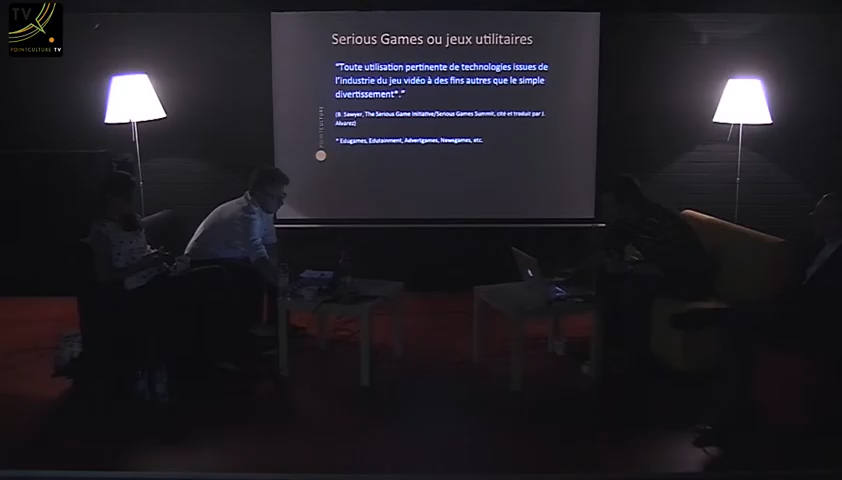 TV
POINTCULTURE TV
Serious Games ou jeux utilitaires
"Toute utilisation pertinente de technologies issues de
l'industrie du jeu vidéo à des fins autres que le simple
divertissement*."
(B. Sawyer, The Serious Game Initiative/Serious Games Summit, cité et traduit par J.
Alvarez)
* Edugames, Edutainment, Advertgames, Newsgames, etc.
POINTCULTURE